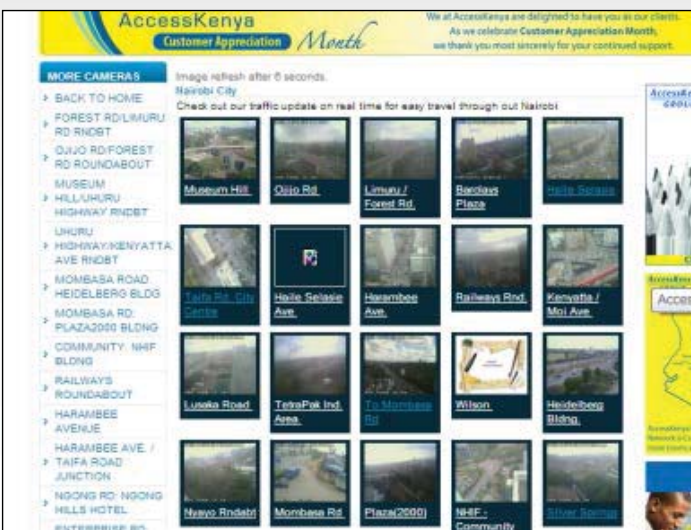 AccessKenya
Customer Appreciation Month
We at AccessKenya are delighted to have you as our clients.
As we celebrate Customer Appreciation Month,
we thank you most sincerely for your continued support.
MORE CAMERAS
BACK TO HOME
FOREST RD/LIMURU
RD RNDBT
OJIJO RD/FOREST
RD ROUNDABOUT
MUSEUM
HILL/UHURU
HIGHWAY RNDBT
UHURU
HIGHWAY/KENYATTA
AVE RNDBT
MOMBASA ROAD
HEIDELBERG BLDG
MOMBASA RD:
PLAZA2000 BLDNG
COMMUNITY: NHIF
BLDNG
RAILWAYS
ROUNDABOUT
HARAMBEE
AVENUE
HARAMBEE AVE. /
TAIFA ROAD
JUNCTION
NGONG RD: NGONG
HILLS HOTEL
ENTERPRISE RD
Image refresh after 6 seconds.
Nairobi City
Check out our traffic update on real time for easy travel through out Nairobi
Museum Hill
Ojijo Rd
Limuru /
Forest Rd.
Barclays
Plaza
Haile Selasie
Taifa Rd. City
Centre
Haile Selasie
Ave.
Harambee
Ave.
Railways Rnd.
Kenyatta /
Moi Ave.
Lusaka Road
TetraPak Ind.
Area.
To Mombasa
Rd
Wilson
Heidelberg
Bldng.
Nyayo Rndabt
Mombasa Rd
Plaza(2000)
NHIF -
Community
Silver Springs
Acces